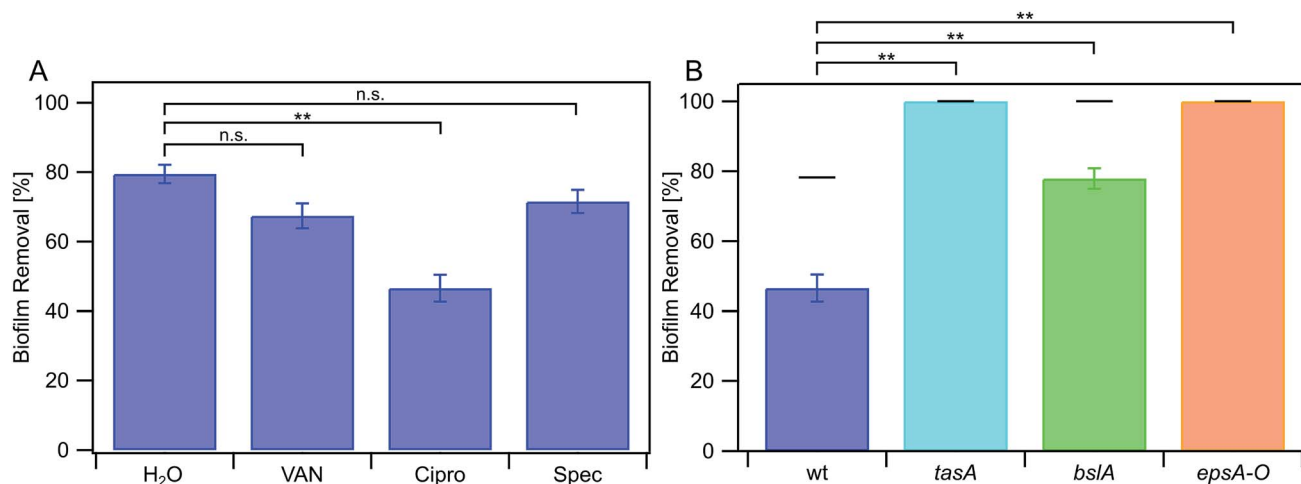 A
Biofilm Removal [%]
100
80
60
40
20
0
n.s.
**
n.s.
H₂O VAN Cipro Spec
B
Biofilm Removal [%]
100
80
60
40
20
0
**
**
**
wt tasA bslA epsA-O